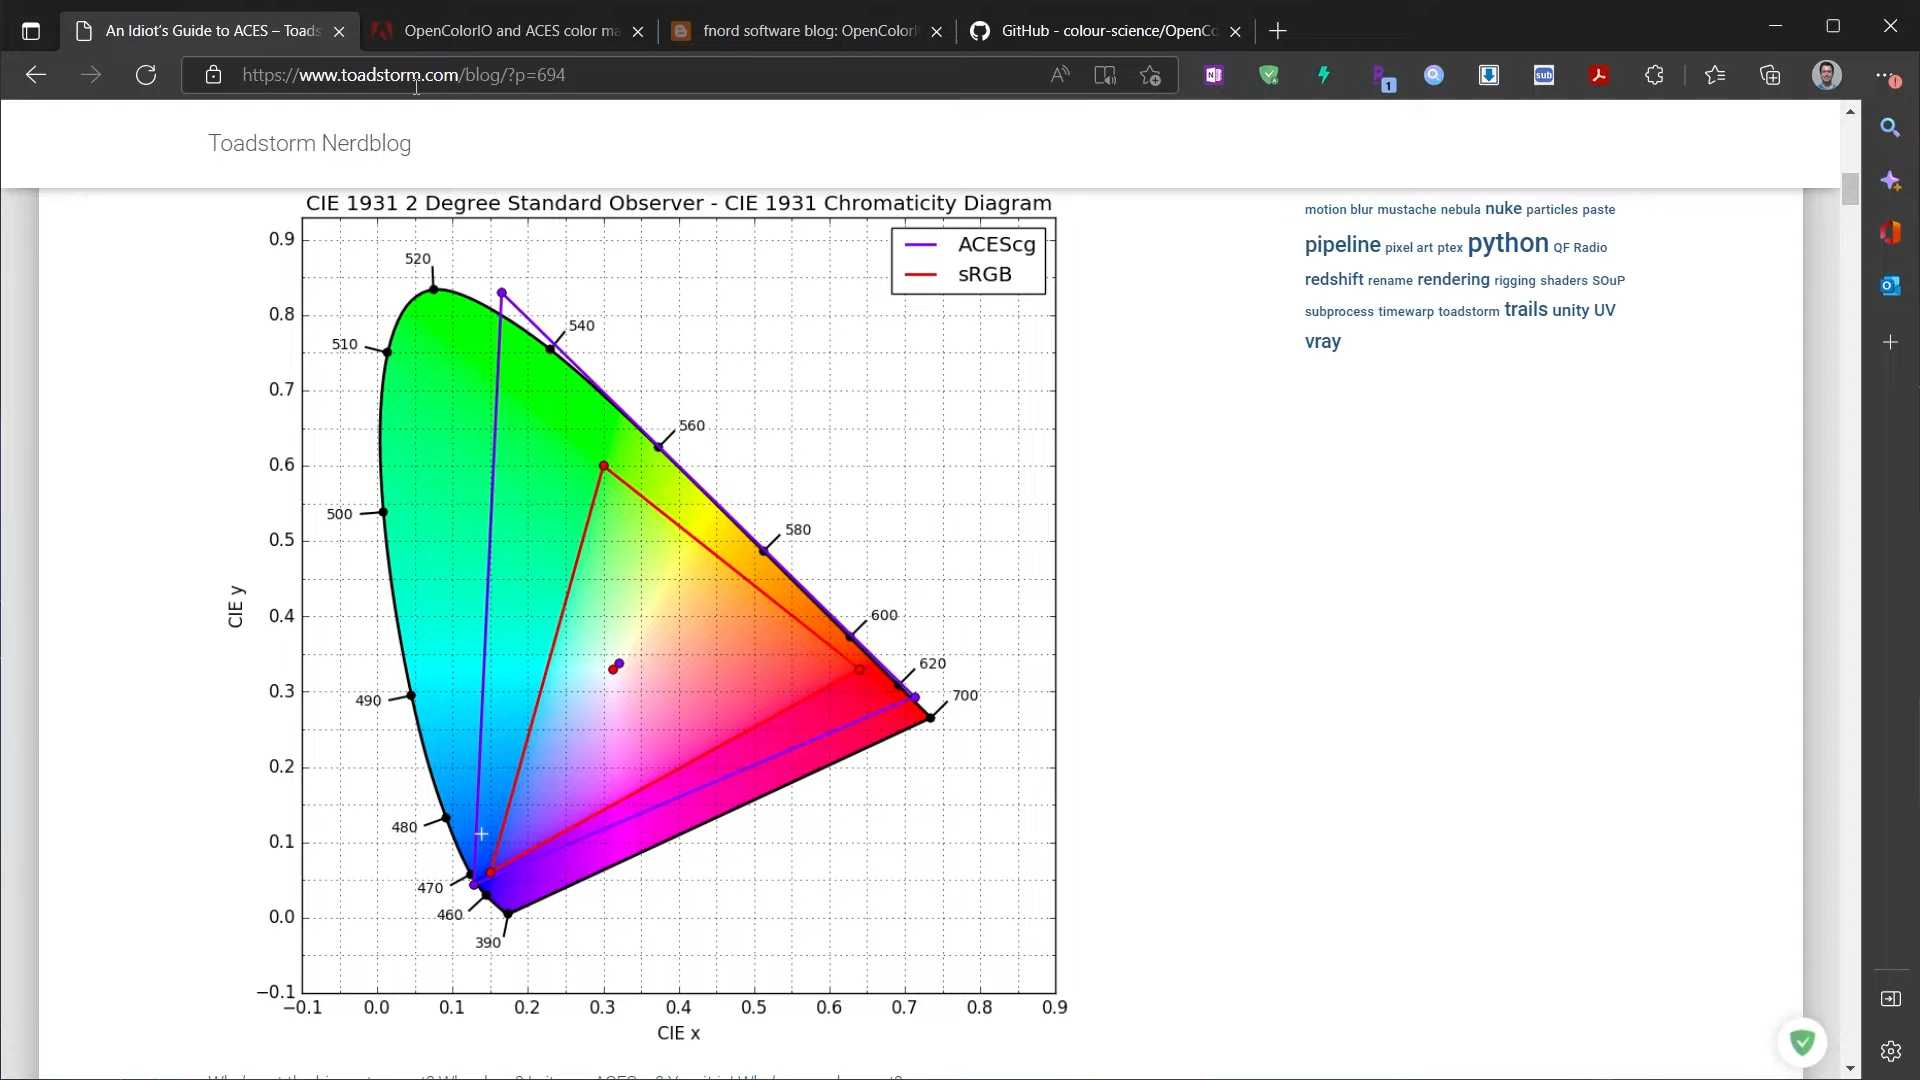 An Idiot's Guide to ACES – Toads
OpenColorIO and ACES color ma
fnord software blog: OpenColorI
GitHub - colour-science/OpenCo
https://www.toadstorm.com/blog/?p=694
sub
1
Toadstorm Nerdblog
CIE 1931 2 Degree Standard Observer - CIE 1931 Chromaticity Diagram
ACEScg
sRGB
motion blur mustache nebula nuke particles paste
pipeline pixel art ptex python QF Radio
redshift rename rendering rigging shaders SOuP
subprocess timewarp toadstorm trails unity UV
vray
0.9
0.8
0.7
0.6
0.5
0.4
0.3
0.2
0.1
0.0
−0.1
CIE y
520
540
510
560
500
580
600
620
490
700
480
470
460
390
−0.1 0.0 0.1 0.2 0.3 0.4 0.5 0.6 0.7 0.8 0.9
CIE x